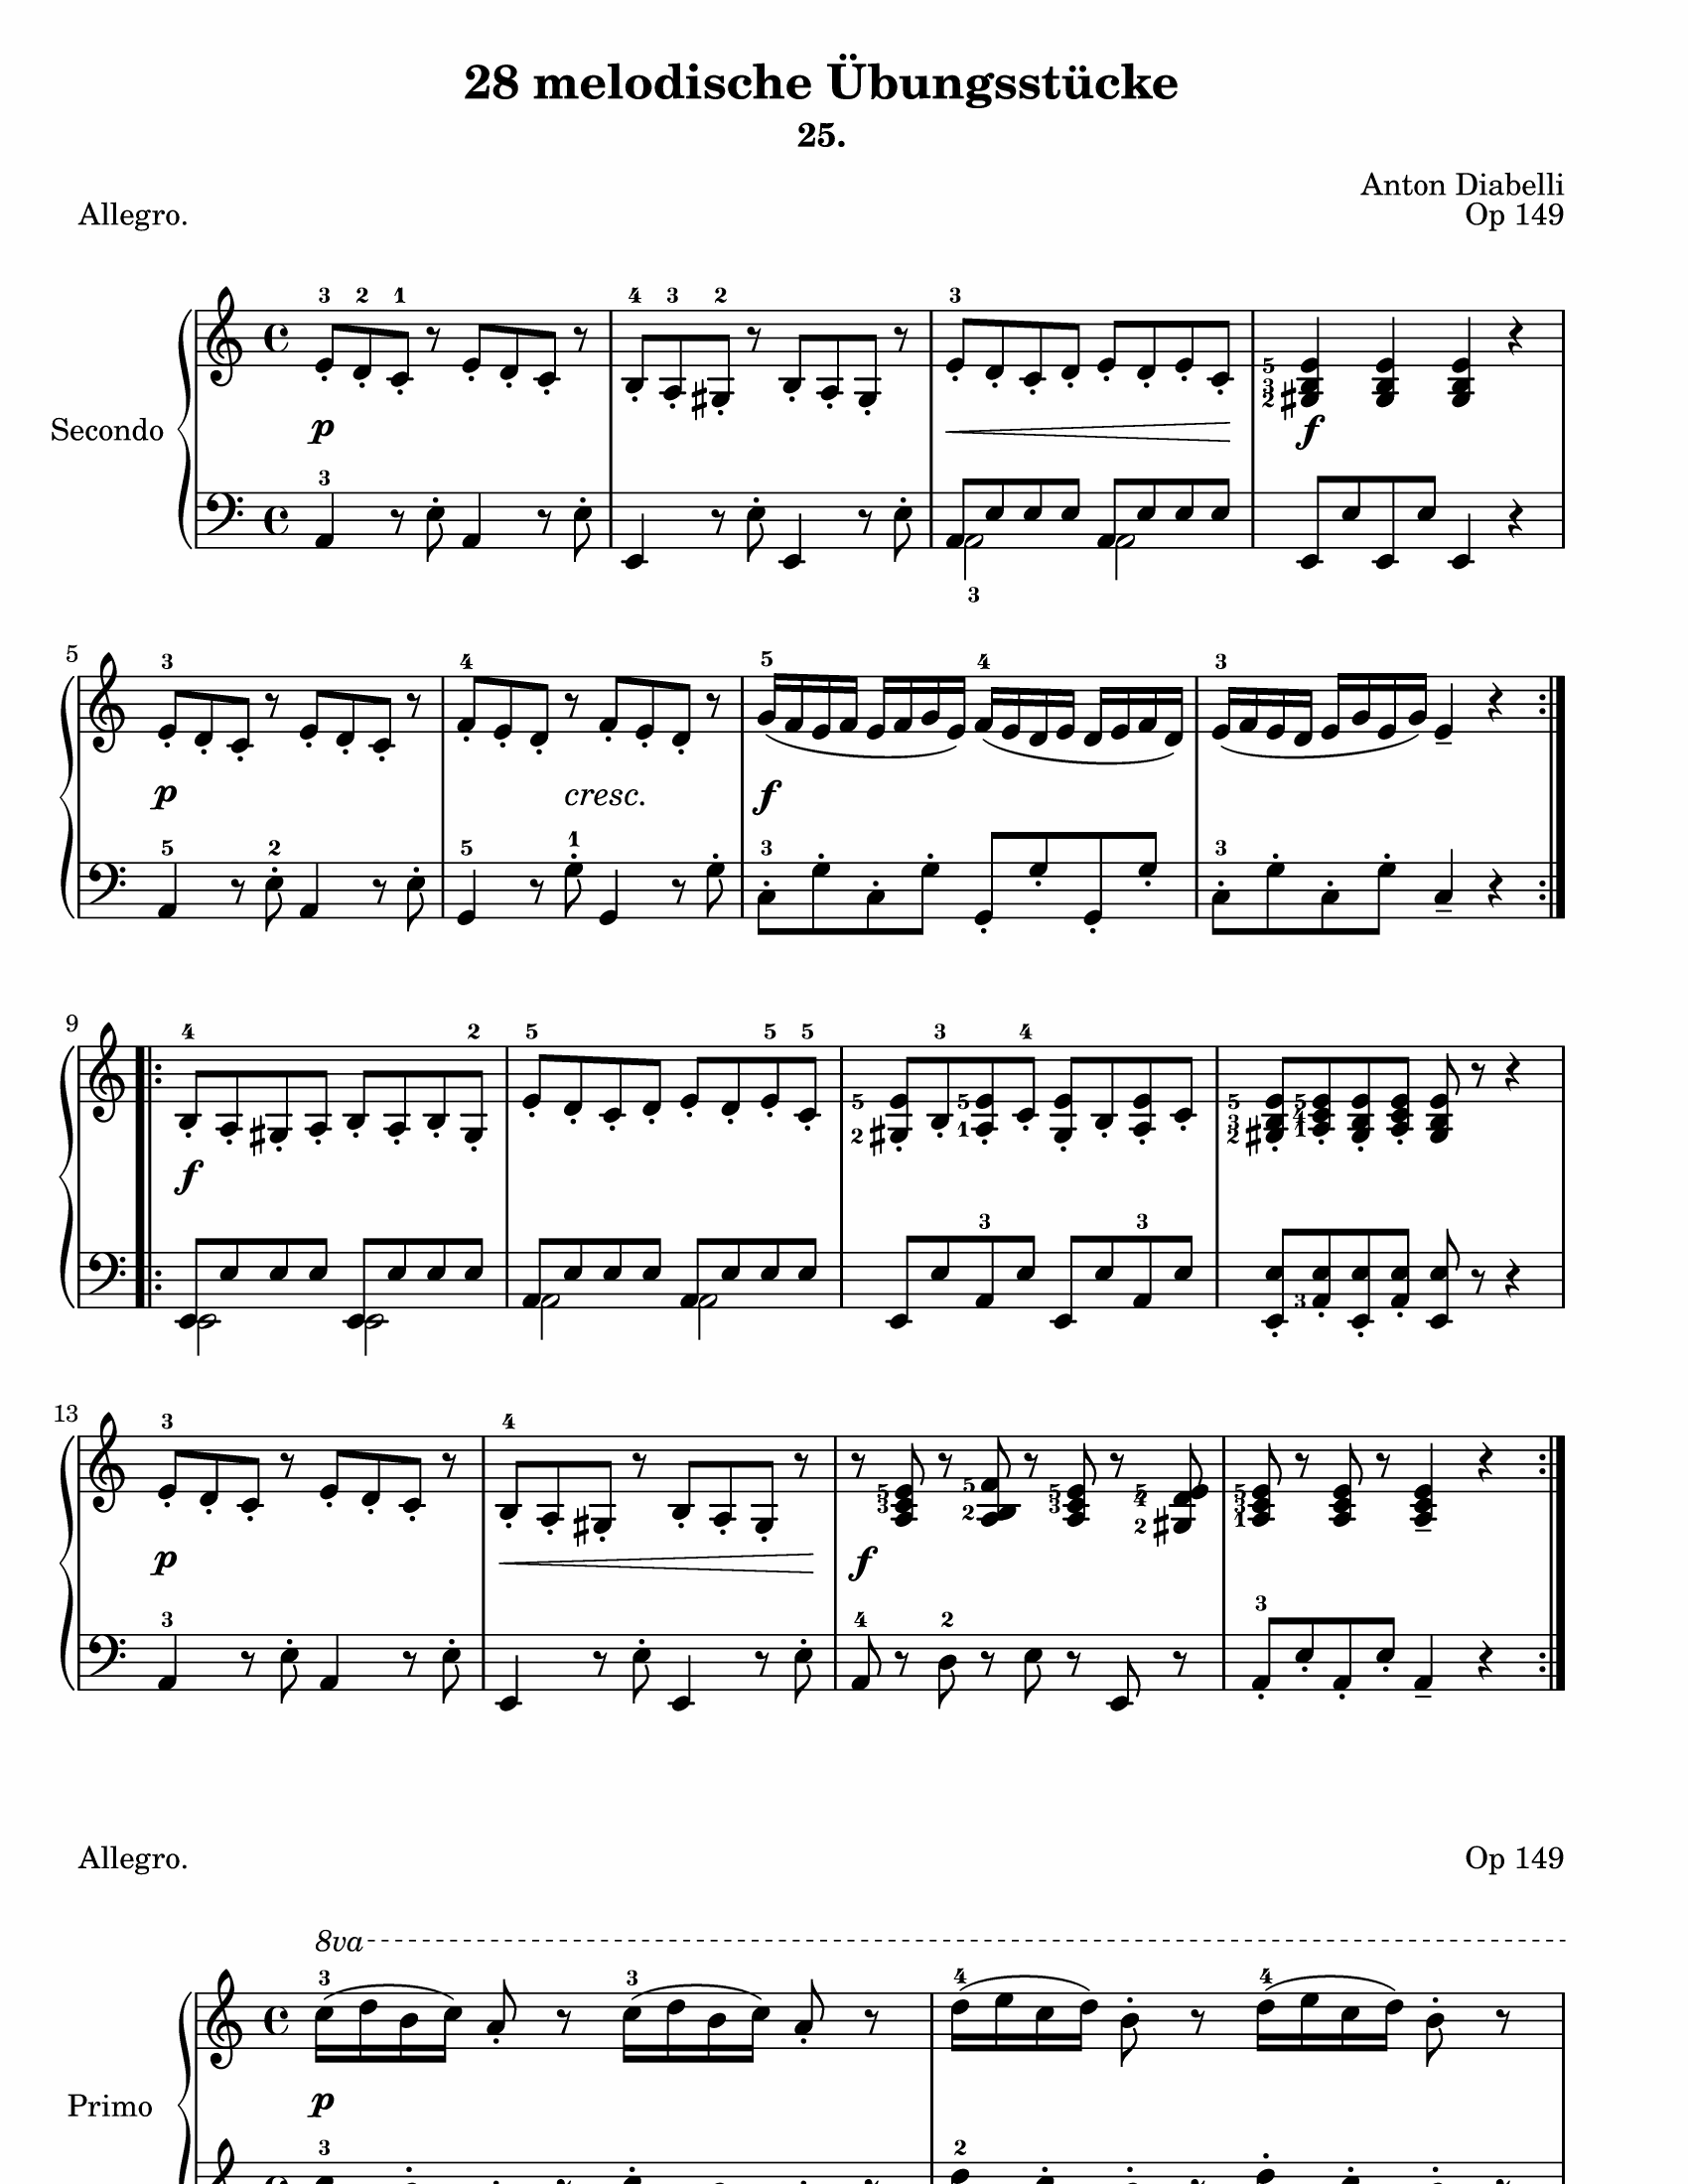 28 melodische Übungsstücke
25.
Anton Diabelli
Allegro. Op 149
3 2 1 4 3 2 3
Secondo
5 3 2
p f
3
3
5
3 4 5 4 3
p cresc. f
5 2 5 1 3 3
9
4 2 5 5 5 3 4
5 2 5 1 5 3 2 5 4 1
f
3 3
3
13
3 4
5 3 5 2 5 3 5 4 2 5 3 1
p f
3 4 2 3
Allegro. Op 149
8va
3 3 4 4
Primo
p
3 2